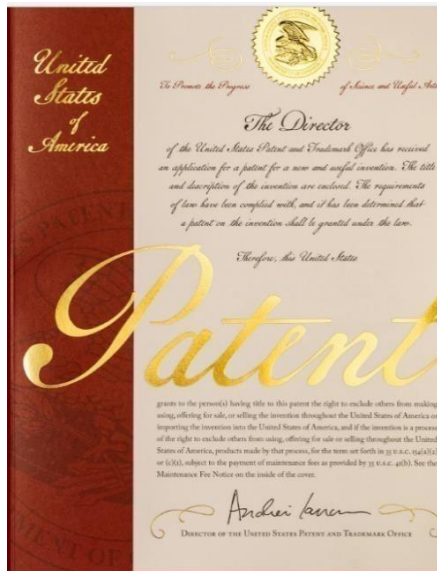 United
States
of
America
To Promote the Progress of Science and Useful Arts
The Director
of the United States Patent and Trademark Office has received
an application for a patent for a new and useful invention. The title
and description of the invention are enclosed. The requirements
of law have been complied with, and it has been determined that
a patent on the invention shall be granted under the law.
Therefore, this United States
Patent
grants to the person(s) having title to this patent the right to exclude others from making,
using, offering for sale, or selling the invention throughout the United States of America or
importing the invention into the United States of America, and if the invention is a process,
of the right to exclude others from using, offering for sale or selling throughout the United
States of America, products made by that process, for the term set forth in 35 U.S.C. 154(a)(2)
or (c)(1), subject to the payment of maintenance fees as provided by 35 U.S.C. 41(b). See the
Maintenance Fee Notice on the inside of the cover.
Andrei Iancu
DIRECTOR OF THE UNITED STATES PATENT AND TRADEMARK OFFICE